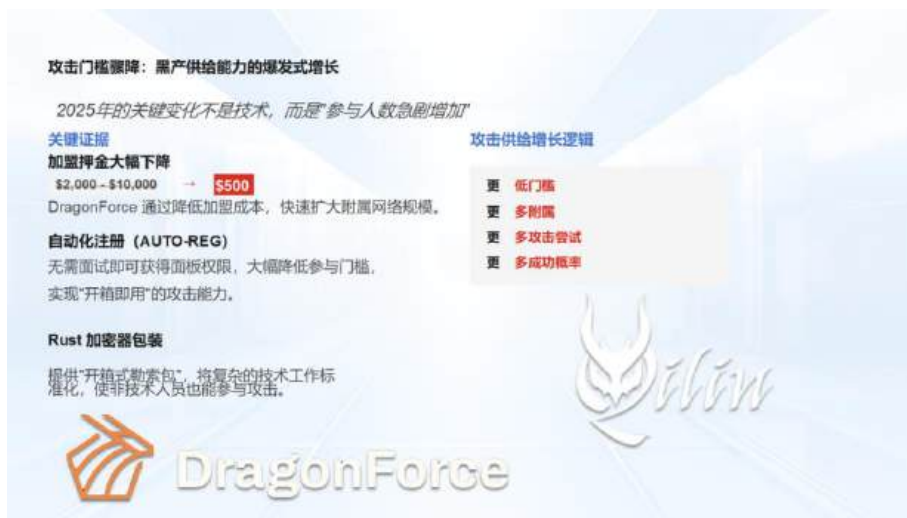 攻击门槛骤降：黑产供给能力的爆发式增长
2025年的关键变化不是技术，而是"参与人数急剧增加"
关键证据
加盟押金大幅下降
$2,000 - $10,000 → $500
DragonForce 通过降低加盟成本，快速扩大附属网络规模。
自动化注册（AUTO-REG）
无需面试即可获得面板权限，大幅降低参与门槛，
实现"开箱即用"的攻击能力。
Rust 加密器包装
提供"开箱式勒索包"，将复杂的技术工作标
准化，使非技术人员也能参与攻击。
攻击供给增长逻辑
更 低门槛
更 多附属
更 多攻击尝试
更 多成功概率
Qilin
DragonForce